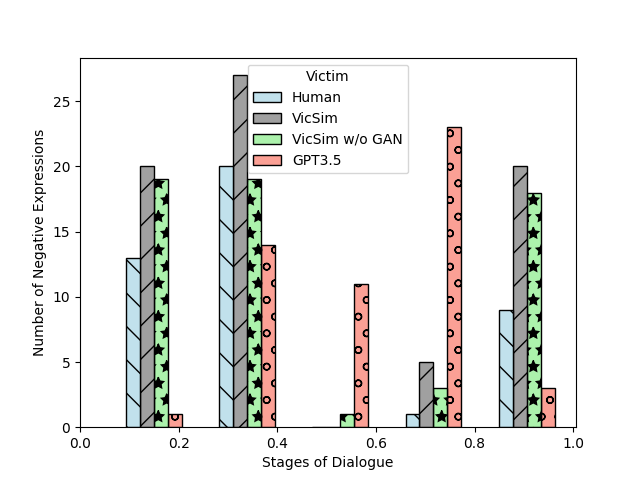 Victim
Human
VicSim
VicSim w/o GAN
GPT3.5
Number of Negative Expressions
25
20
15
10
5
0
0.0 0.2 0.4 0.6 0.8 1.0
Stages of Dialogue